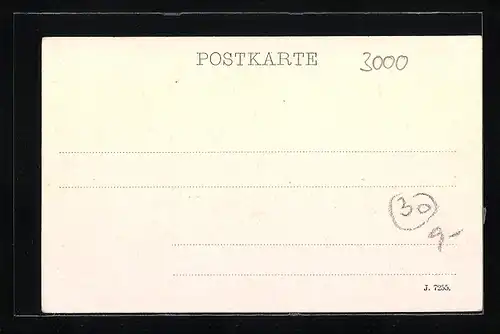 POSTKARTE 3000
30
9-
J. 7255.